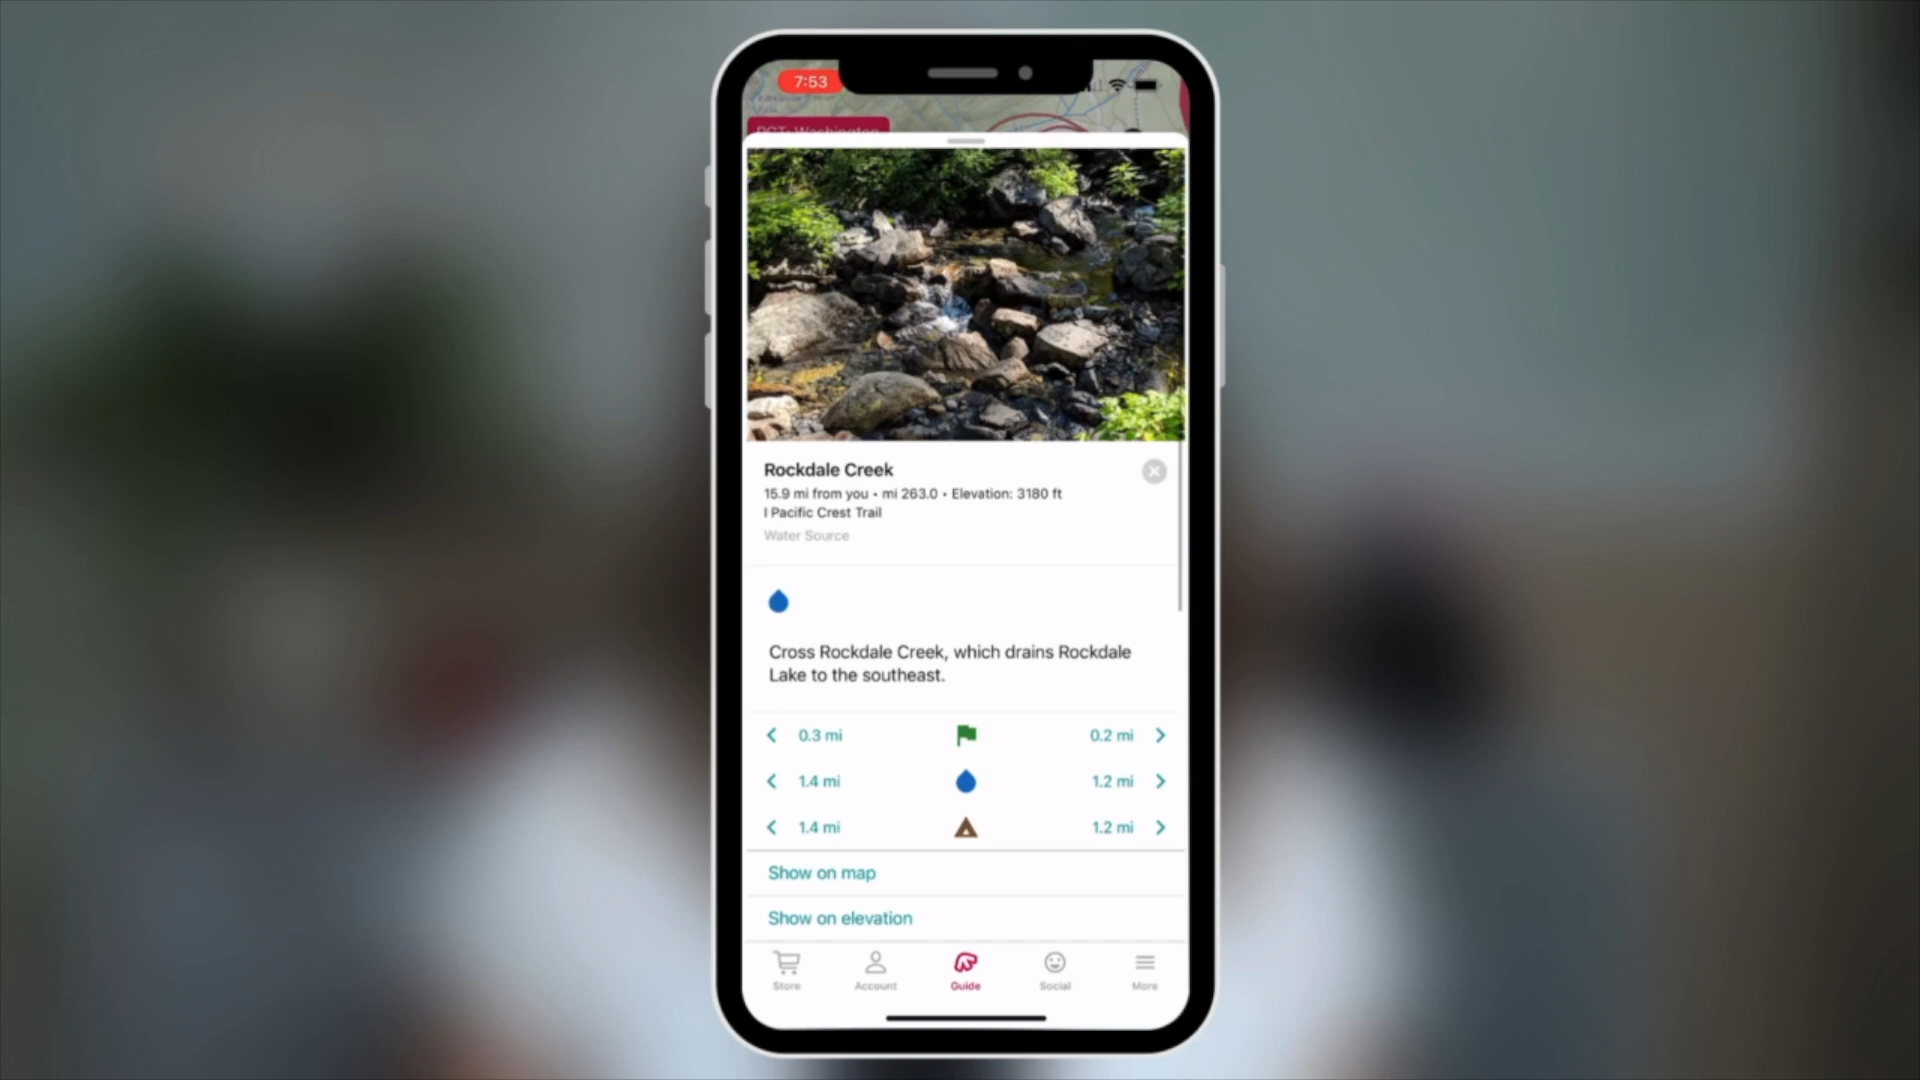 7:53
PCT: Washington
Rockdale Creek
15.9 mi from you • mi 263.0 • Elevation: 3180 ft
| Pacific Crest Trail
Water Source
Cross Rockdale Creek, which drains Rockdale
Lake to the southeast.
0.3 mi 0.2 mi
1.4 mi 1.2 mi
1.4 mi 1.2 mi
Show on map
Show on elevation
Store Account Guide Social More